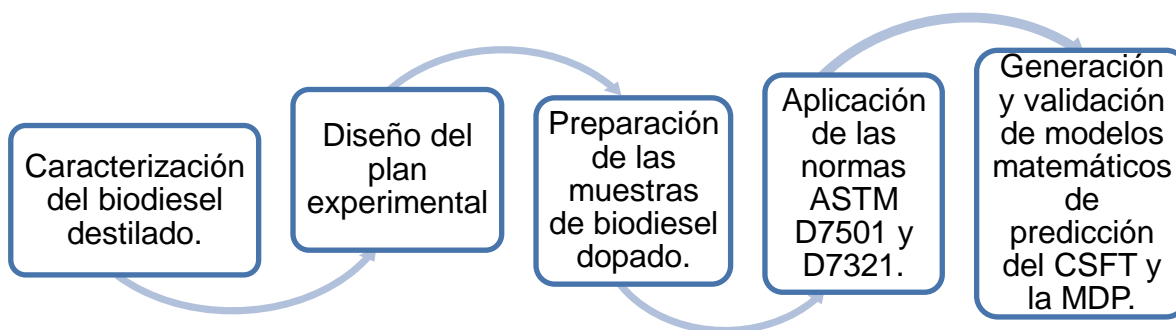 Caracterización
del biodiesel
destilado.
Diseño del
plan
experimental
Preparación
de las
muestras
de biodiesel
dopado.
Aplicación
de las
normas
ASTM
D7501 y
D7321.
Generación
y validación
de modelos
matemáticos
de
predicción
del CSFT y
la MDP.